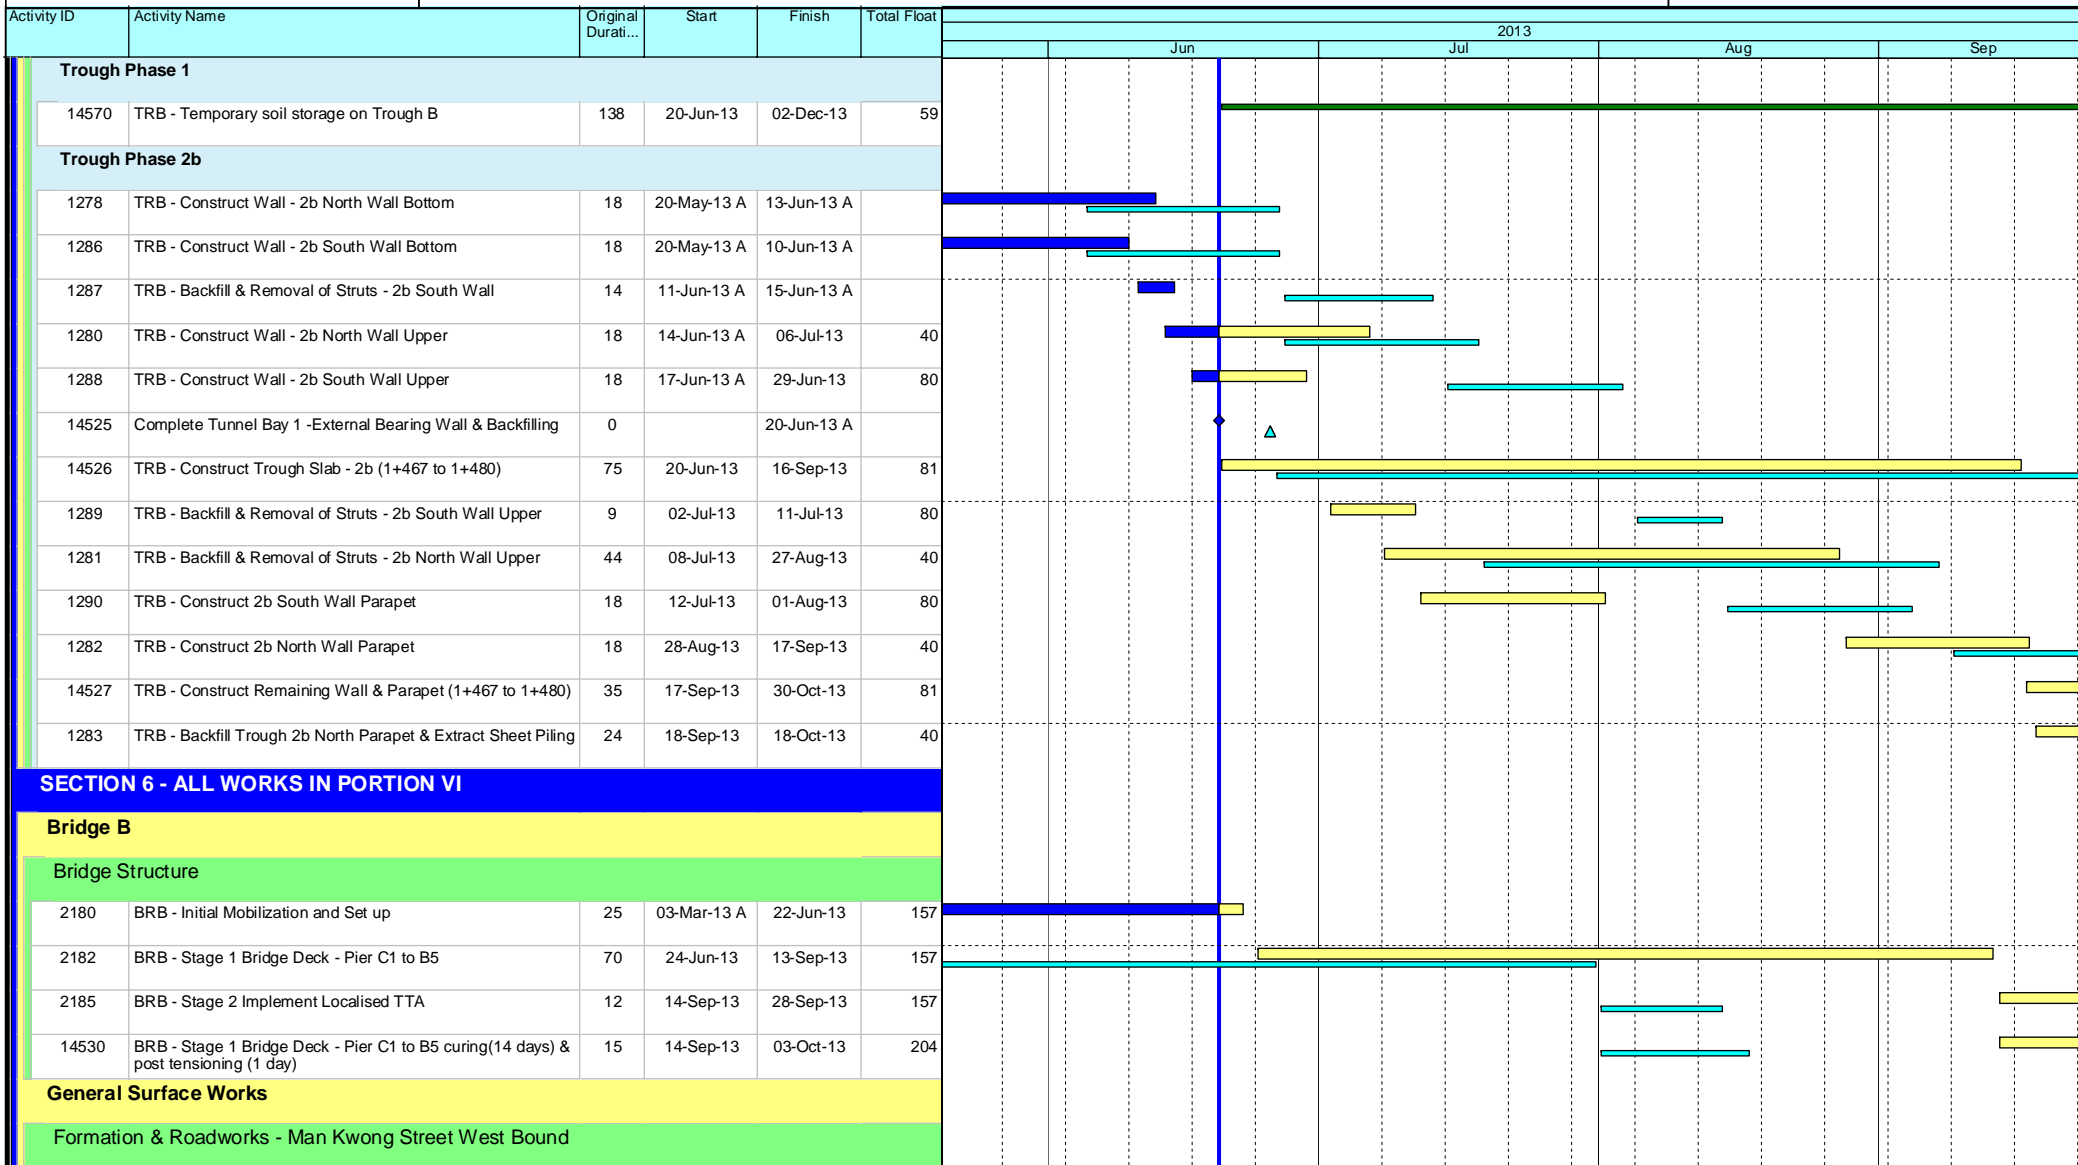 Activity ID Activity Name Original Start Finish Total Float
Durati...
2013
Jun Jul Aug Sep
Trough Phase 1
14570 TRB - Temporary soil storage on Trough B 138 20-Jun-13 02-Dec-13 59
Trough Phase 2b
1278 TRB - Construct Wall - 2b North Wall Bottom 18 20-May-13 A 13-Jun-13 A
1286 TRB - Construct Wall - 2b South Wall Bottom 18 20-May-13 A 10-Jun-13 A
1287 TRB - Backfill & Removal of Struts - 2b South Wall 14 11-Jun-13 A 15-Jun-13 A
1280 TRB - Construct Wall - 2b North Wall Upper 18 14-Jun-13 A 06-Jul-13 40
1288 TRB - Construct Wall - 2b South Wall Upper 18 17-Jun-13 A 29-Jun-13 80
14525 Complete Tunnel Bay 1 -External Bearing Wall & Backfilling 0 20-Jun-13 A
14526 TRB - Construct Trough Slab - 2b (1+467 to 1+480) 75 20-Jun-13 16-Sep-13 81
1289 TRB - Backfill & Removal of Struts - 2b South Wall Upper 9 02-Jul-13 11-Jul-13 80
1281 TRB - Backfill & Removal of Struts - 2b North Wall Upper 44 08-Jul-13 27-Aug-13 40
1290 TRB - Construct 2b South Wall Parapet 18 12-Jul-13 01-Aug-13 80
1282 TRB - Construct 2b North Wall Parapet 18 28-Aug-13 17-Sep-13 40
14527 TRB - Construct Remaining Wall & Parapet (1+467 to 1+480) 35 17-Sep-13 30-Oct-13 81
1283 TRB - Backfill Trough 2b North Parapet & Extract Sheet Piling 24 18-Sep-13 18-Oct-13 40
SECTION 6 - ALL WORKS IN PORTION VI
Bridge B
Bridge Structure
2180 BRB - Initial Mobilization and Set up 25 03-Mar-13 A 22-Jun-13 157
2182 BRB - Stage 1 Bridge Deck - Pier C1 to B5 70 24-Jun-13 13-Sep-13 157
2185 BRB - Stage 2 Implement Localised TTA 12 14-Sep-13 28-Sep-13 157
14530 BRB - Stage 1 Bridge Deck - Pier C1 to B5 curing(14 days) & 15 14-Sep-13 03-Oct-13 204
post tensioning (1 day)
General Surface Works
Formation & Roadworks - Man Kwong Street West Bound